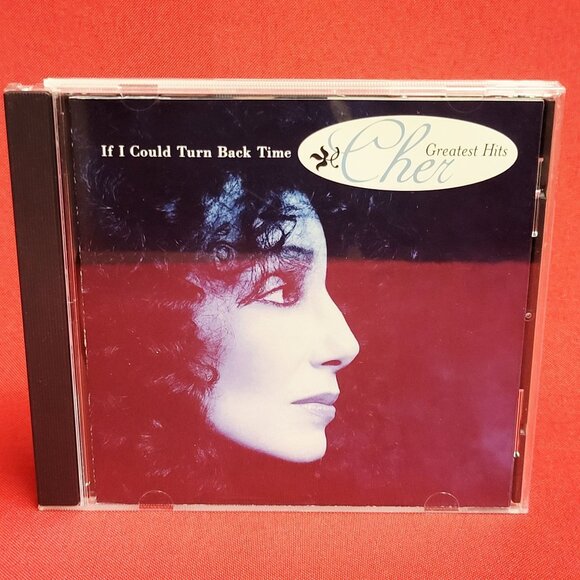 If I Could Turn Back Time
Cher
Greatest Hits